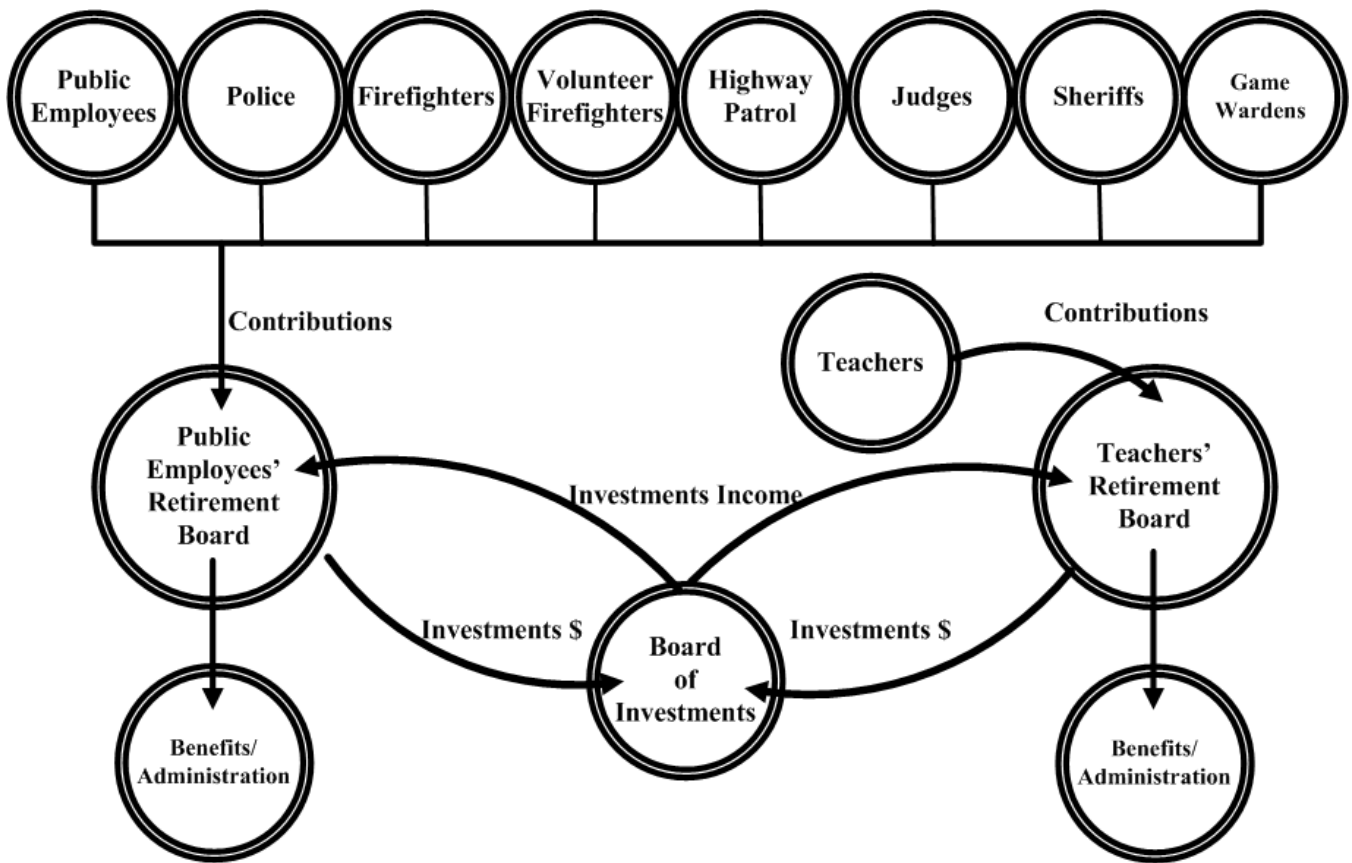 Public
Employees
Police
Firefighters
Volunteer
Firefighters
Highway
Patrol
Judges
Sheriffs
Game
Wardens
Contributions
Contributions
Teachers
Public
Employees’
Retirement
Board
Investments Income
Teachers’
Retirement
Board
Investments $
Investments $
Board
of
Investments
Benefits/
Administration
Benefits/
Administration